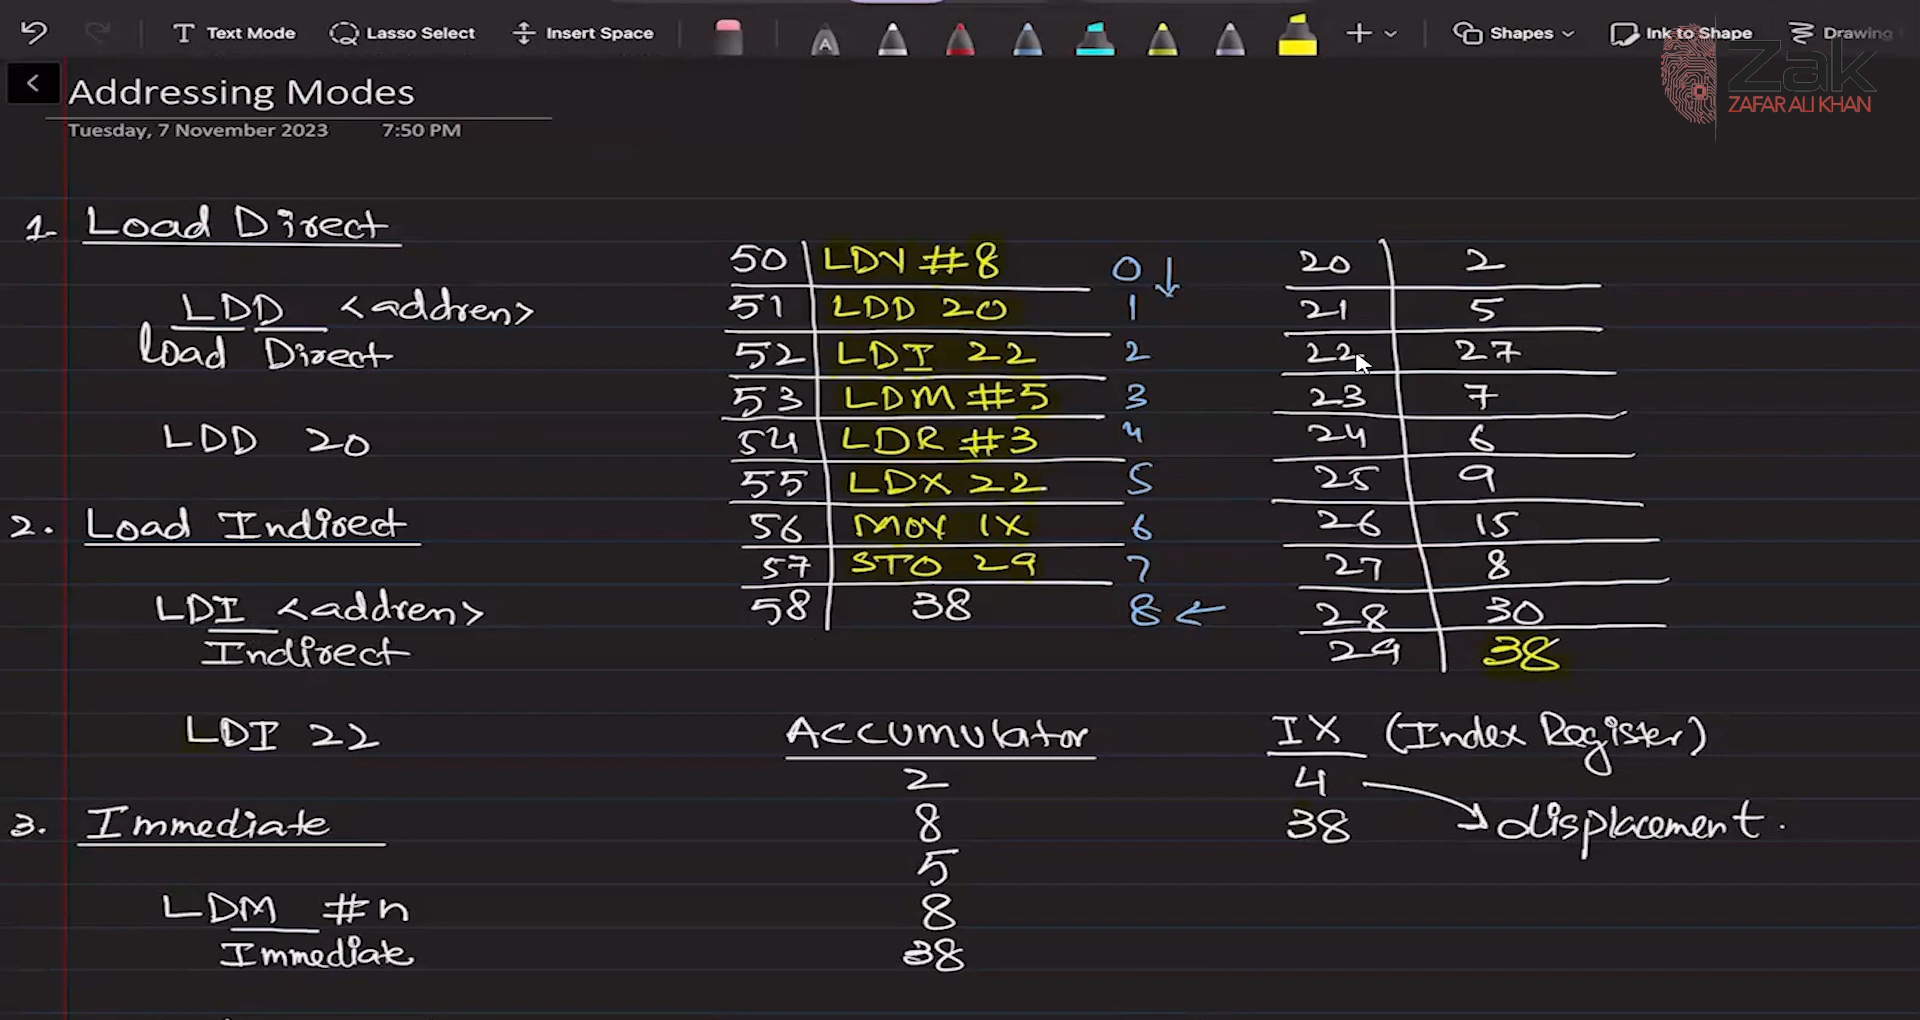 Text Mode Lasso Select Insert Space Shapes Ink to Shape Drawing
Zak
ZAFAR ALI KHAN
Addressing Modes
Tuesday, 7 November 2023 7:50 PM
1. Load Direct
LDD <address>
Load Direct
LDD 20
2. Load Indirect
LDI <address>
Indirect
LDI 22
3. Immediate
LDM #n
Immediate
50 LDV #8 0
51 LDD 20 1
52 LDI 22 2
53 LDM #5 3
54 LDR #3 4
55 LDX 22 5
56 MOV IX 6
57 STO 29 7
58 38 8
20 2
21 5
22 27
23 7
24 6
25 9
26 15
27 8
28 30
29 38
Accumulator
2
8
5
8
38
IX (Index Register)
4
38
displacement.